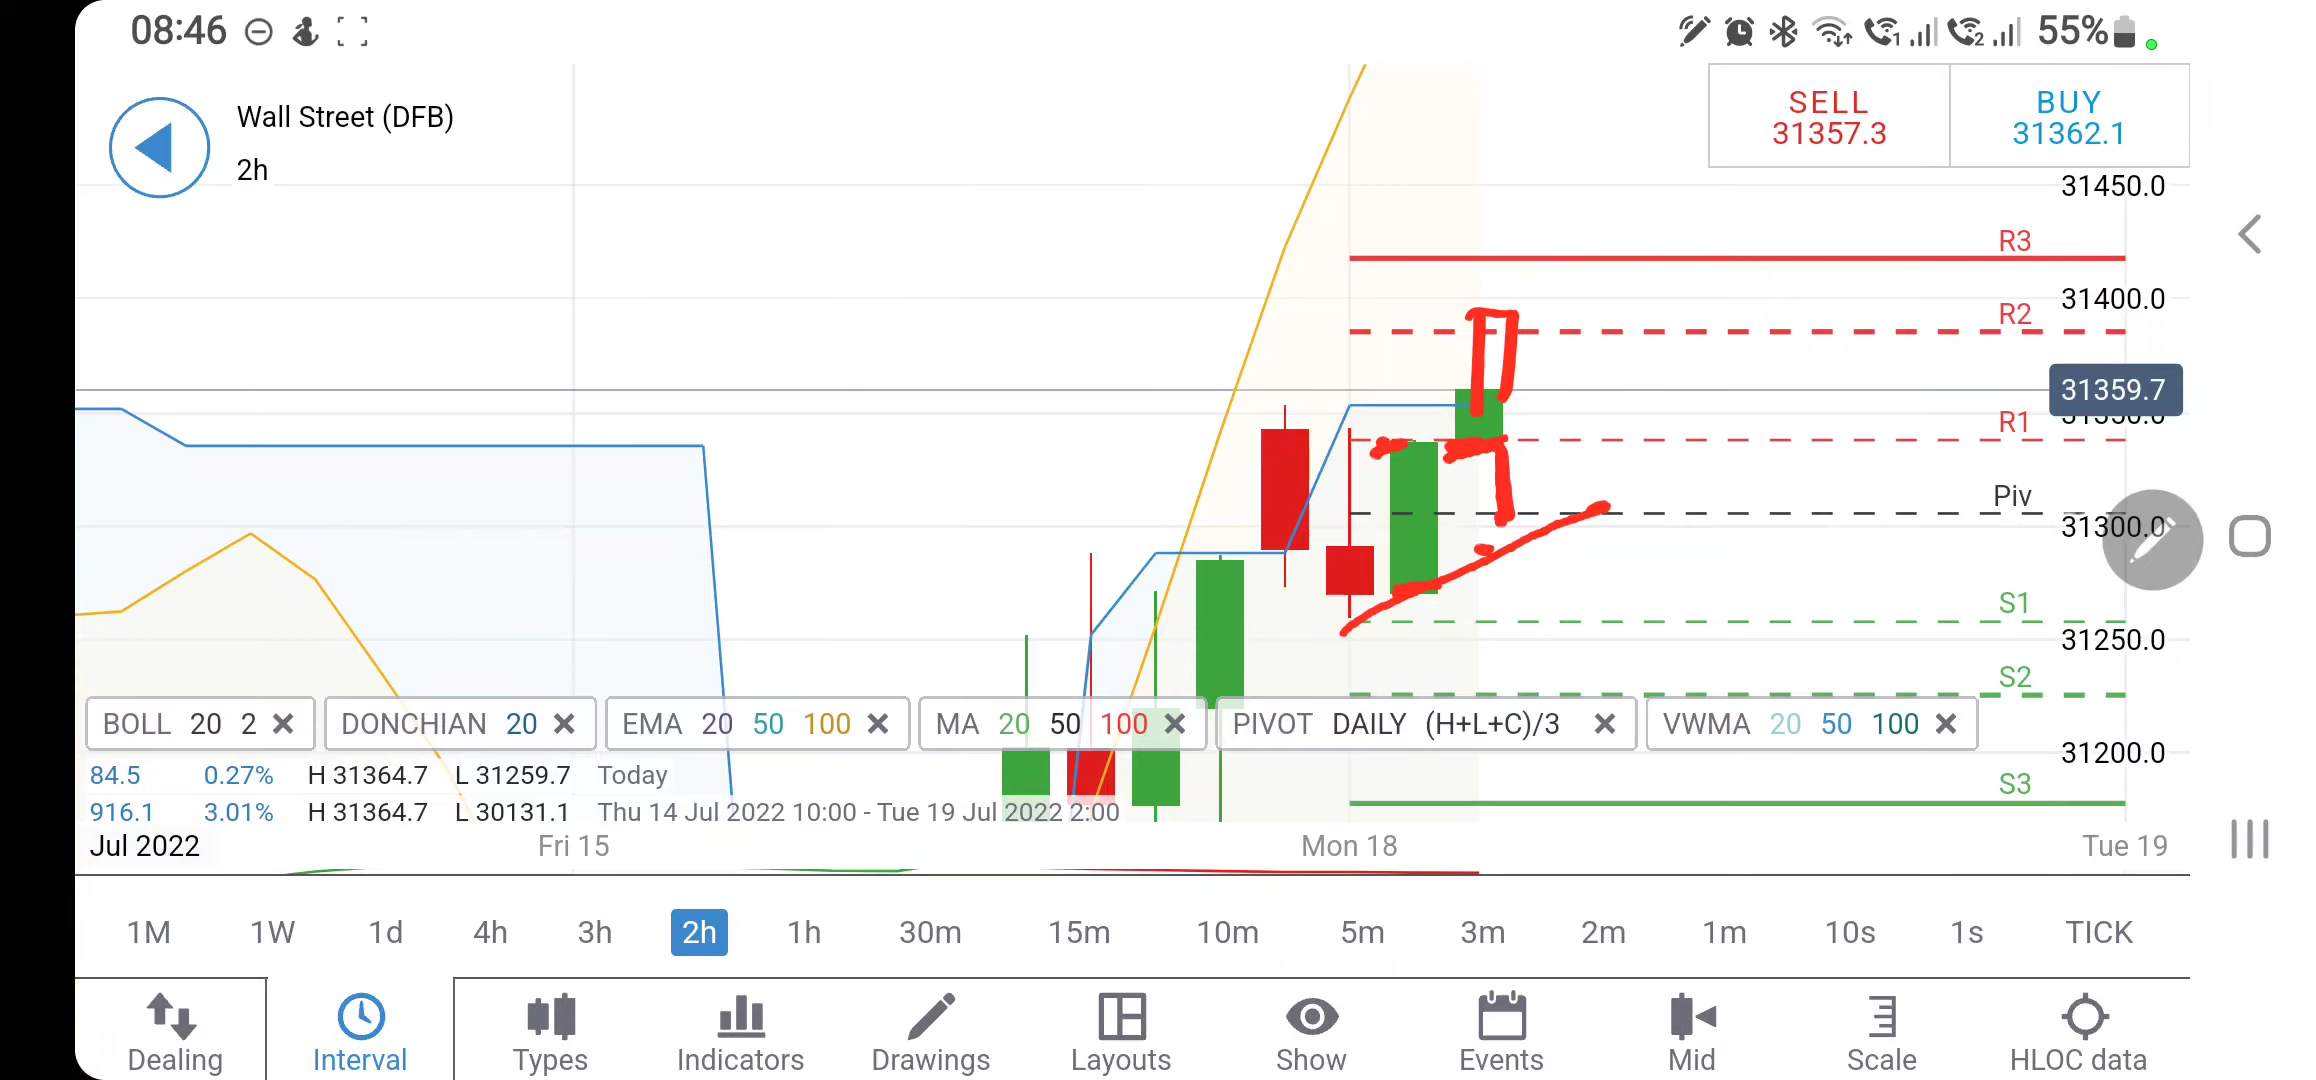 08:46
1
2
55%
Wall Street (DFB)
2h
SELL
31357.3
BUY
31362.1
31450.0
R3
31400.0
R2
31359.7
R1
Piv
31300.0
S1
31250.0
S2
BOLL 20 2
DONCHIAN 20
EMA 20 50 100
MA 20 50 100
PIVOT DAILY (H+L+C)/3
VWMA 20 50 100
31200.0
84.5 0.27% H 31364.7 L 31259.7 Today
S3
916.1 3.01% H 31364.7 L 30131.1 Thu 14 Jul 2022 10:00 - Tue 19 Jul 2022 2:00
Jul 2022 Fri 15 Mon 18 Tue 19
1M 1W 1d 4h 3h 2h 1h 30m 15m 10m 5m 3m 2m 1m 10s 1s TICK
Dealing Interval Types Indicators Drawings Layouts Show Events Mid Scale HLOC data